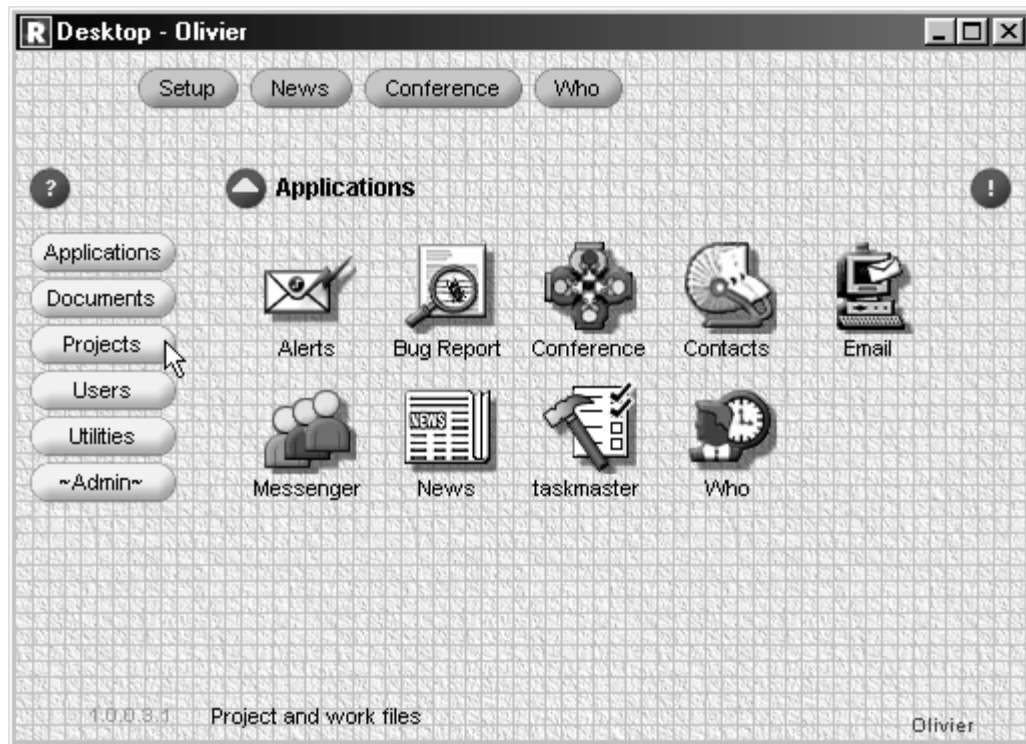 R Desktop - Olivier
Setup News Conference Who
? Applications !
Applications
Documents
Projects
Users
Utilities
~Admin~
Alerts Bug Report Conference Contacts Email
NEWS
Messenger News taskmaster Who
1.0.0.3.1 Project and work files Olivier